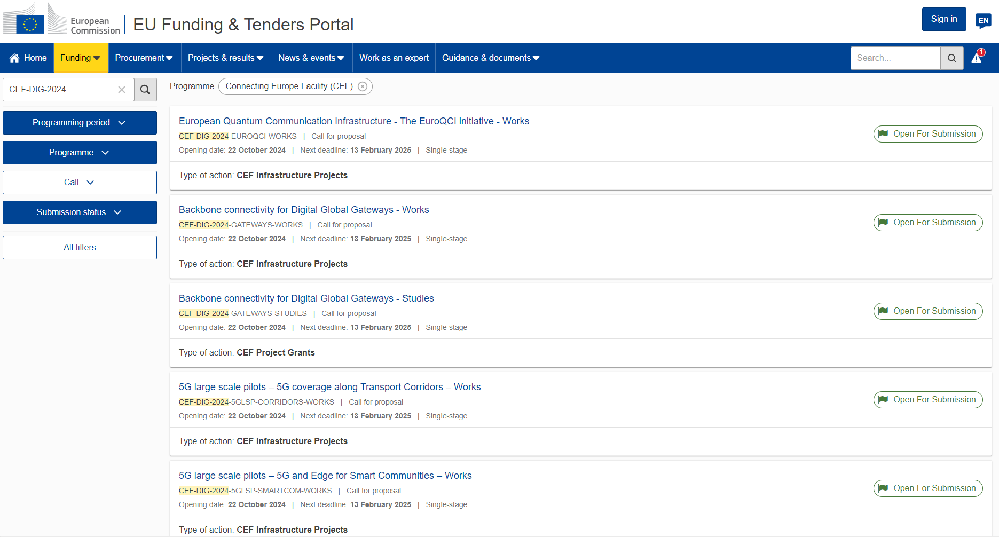 European
Commission
EU Funding & Tenders Portal
Sign in
EN
Home
Funding
Procurement
Projects & results
News & events
Work as an expert
Guidance & documents
Search...
1
CEF-DIG-2024
Programming period
Programme
Call
Submission status
All filters
Programme Connecting Europe Facility (CEF)
European Quantum Communication Infrastructure - The EuroQCI initiative - Works
CEF-DIG-2024-EUROQCI-WORKS | Call for proposal
Opening date: 22 October 2024 | Next deadline: 13 February 2025 | Single-stage
Open For Submission
Type of action: CEF Infrastructure Projects
Backbone connectivity for Digital Global Gateways - Works
CEF-DIG-2024-GATEWAYS-WORKS | Call for proposal
Opening date: 22 October 2024 | Next deadline: 13 February 2025 | Single-stage
Open For Submission
Type of action: CEF Infrastructure Projects
Backbone connectivity for Digital Global Gateways - Studies
CEF-DIG-2024-GATEWAYS-STUDIES | Call for proposal
Opening date: 22 October 2024 | Next deadline: 13 February 2025 | Single-stage
Open For Submission
Type of action: CEF Project Grants
5G large scale pilots – 5G coverage along Transport Corridors – Works
CEF-DIG-2024-5GLSP-CORRIDORS-WORKS | Call for proposal
Opening date: 22 October 2024 | Next deadline: 13 February 2025 | Single-stage
Open For Submission
Type of action: CEF Infrastructure Projects
5G large scale pilots – 5G and Edge for Smart Communities – Works
CEF-DIG-2024-5GLSP-SMARTCOM-WORKS | Call for proposal
Opening date: 22 October 2024 | Next deadline: 13 February 2025 | Single-stage
Open For Submission
Type of action: CEF Infrastructure Projects